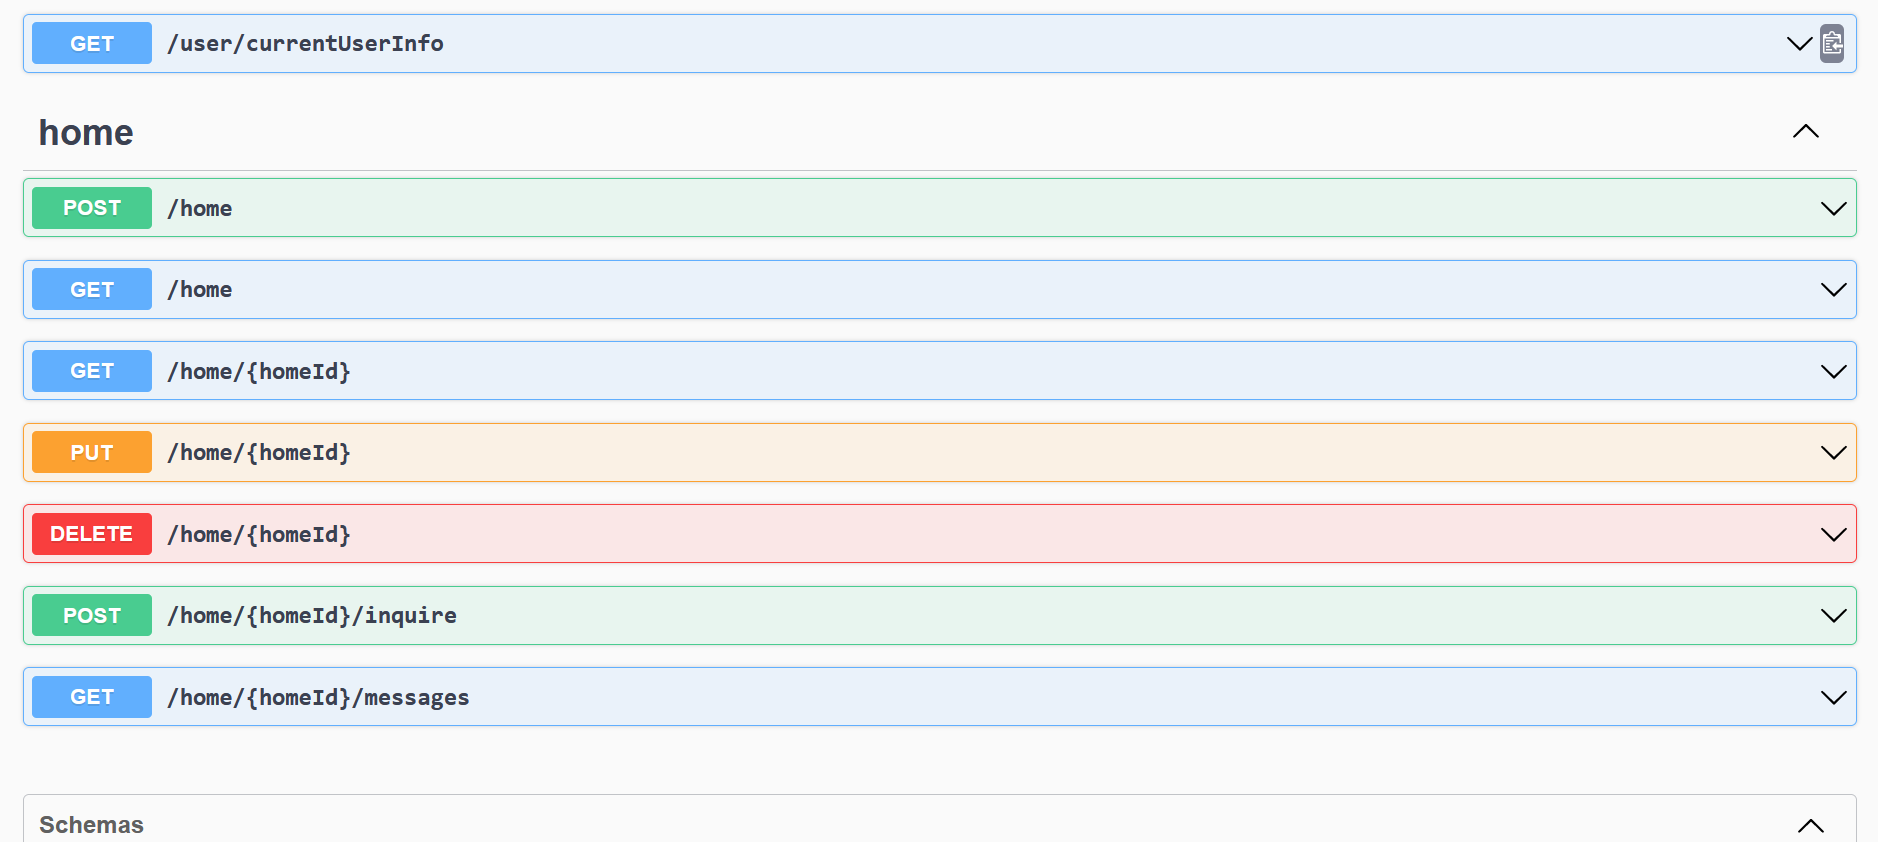 GET /user/currentUserInfo
home
POST /home
GET /home
GET /home/{homeId}
PUT /home/{homeId}
DELETE /home/{homeId}
POST /home/{homeId}/inquire
GET /home/{homeId}/messages
Schemas